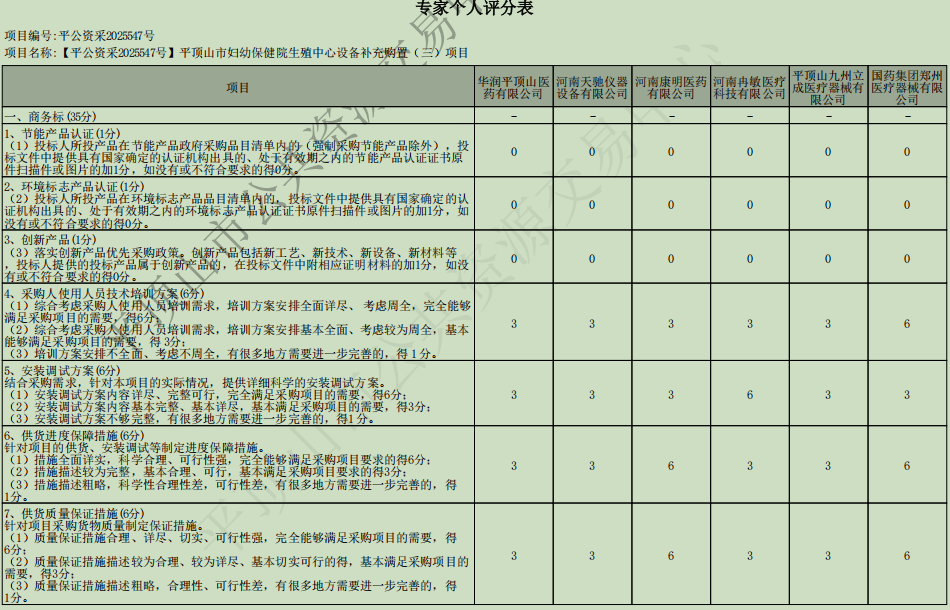 专家个人评分表
项目编号:平公资采2025547号
项目名称:【平公资采2025547号】平顶山市妇幼保健院生殖中心设备补充购置（三）项目
项目
华润平顶山医
药有限公司
河南天驰仪器
设备有限公司
河南康明医药
有限公司
河南冉敏医疗
科技有限公司
平顶山九州立
成医疗器械有
限公司
国药集团郑州
医疗器械有限
公司
一、商务标(35分)
— — — — — —
1、节能产品认证(1分)
（1）投标人所投产品在节能产品政府采购品目清单内的（强制采购节能产品除外），投
标文件中提供具有国家确定的认证机构出具的、处于有效期之内的节能产品认证证书原
件扫描件或图片的加1分，如没有或不符合要求的得0分。
0 0 0 0 0 0
2、环境标志产品认证(1分)
（2）投标人所投产品在环境标志产品品目清单内的，投标文件中提供具有国家确定的认
证机构出具的、处于有效期之内的环境标志产品认证证书原件扫描件或图片的加1分，如
没有或不符合要求的得0分。
0 0 0 0 0 0
3、创新产品(1分)
（3）落实创新产品优先采购政策。创新产品包括新工艺、新技术、新设备、新材料等
，投标人提供的投标产品属于创新产品的，在投标文件中附相应证明材料的加1分，如没
有或不符合要求的得0分。
0 0 0 0 0 0
4、采购人使用人员技术培训方案(6分)
（1）综合考虑采购人使用人员培训需求，培训方案安排全面详尽、考虑周全，完全能够
满足采购项目的需要，得6分；
（2）综合考虑采购人使用人员培训需求，培训方案安排基本全面、考虑较为周全，基本
能够满足采购项目的需要，得 3分；
（3）培训方案安排不全面、考虑不周全，有很多地方需要进一步完善的，得 1 分。
3 3 3 3 3 6
5、安装调试方案(6分)
结合采购需求，针对本项目的实际情况，提供详细科学的安装调试方案。
（1）安装调试方案内容详尽、完整可行，完全满足采购项目的需要，得6分；
（2）安装调试方案内容基本完整、基本详尽，基本满足采购项目的需要，得3分；
（3）安装调试方案不够完整，有很多地方需要进一步完善的，得1 分。
3 3 3 6 3 3
6、供货进度保障措施(6分)
针对项目的供货、安装调试等制定进度保障措施。
（1）措施全面详实，科学合理、可行性强，完全能够满足采购项目要求的得6分；
（2）措施描述较为完整，基本合理、可行，基本满足采购项目要求的得3分；
（3）措施描述粗略，科学性合理性差，可行性差，有很多地方需要进一步完善的，得
1分。
3 3 6 3 3 6
7、供货质量保证措施(6分)
针对项目采购货物质量制定保证措施。
（1）质量保证措施合理、详尽、切实、可行性强，完全能够满足采购项目的需要，得
6分；
（2）质量保证措施描述较为合理、较为详尽、基本切实可行的得，基本满足采购项目的
需要，得3分；
（3）质量保证措施描述粗略，合理性、可行性差，有很多地方需要进一步完善的，得
1分。
3 3 6 3 3 6
平顶山市公共资源交易中心
平顶山市公共资源交易中心